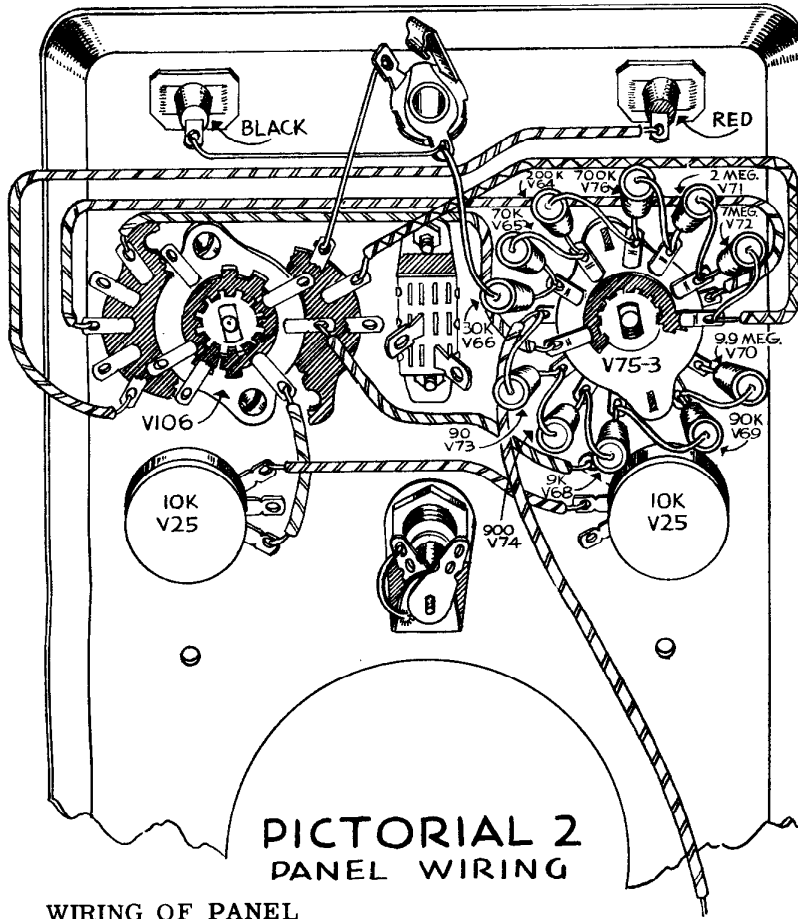 BLACK
RED
200K
V64
700K
V76
2 MEG.
V71
7 MEG.
V72
70K
V65
30K
V66
V75-3
9.9 MEG.
V70
V106
90
V73
90K
V69
9K
V68
10K
V25
10K
V25
900
V74
PICTORIAL 2
PANEL WIRING
WIRING OF PANEL